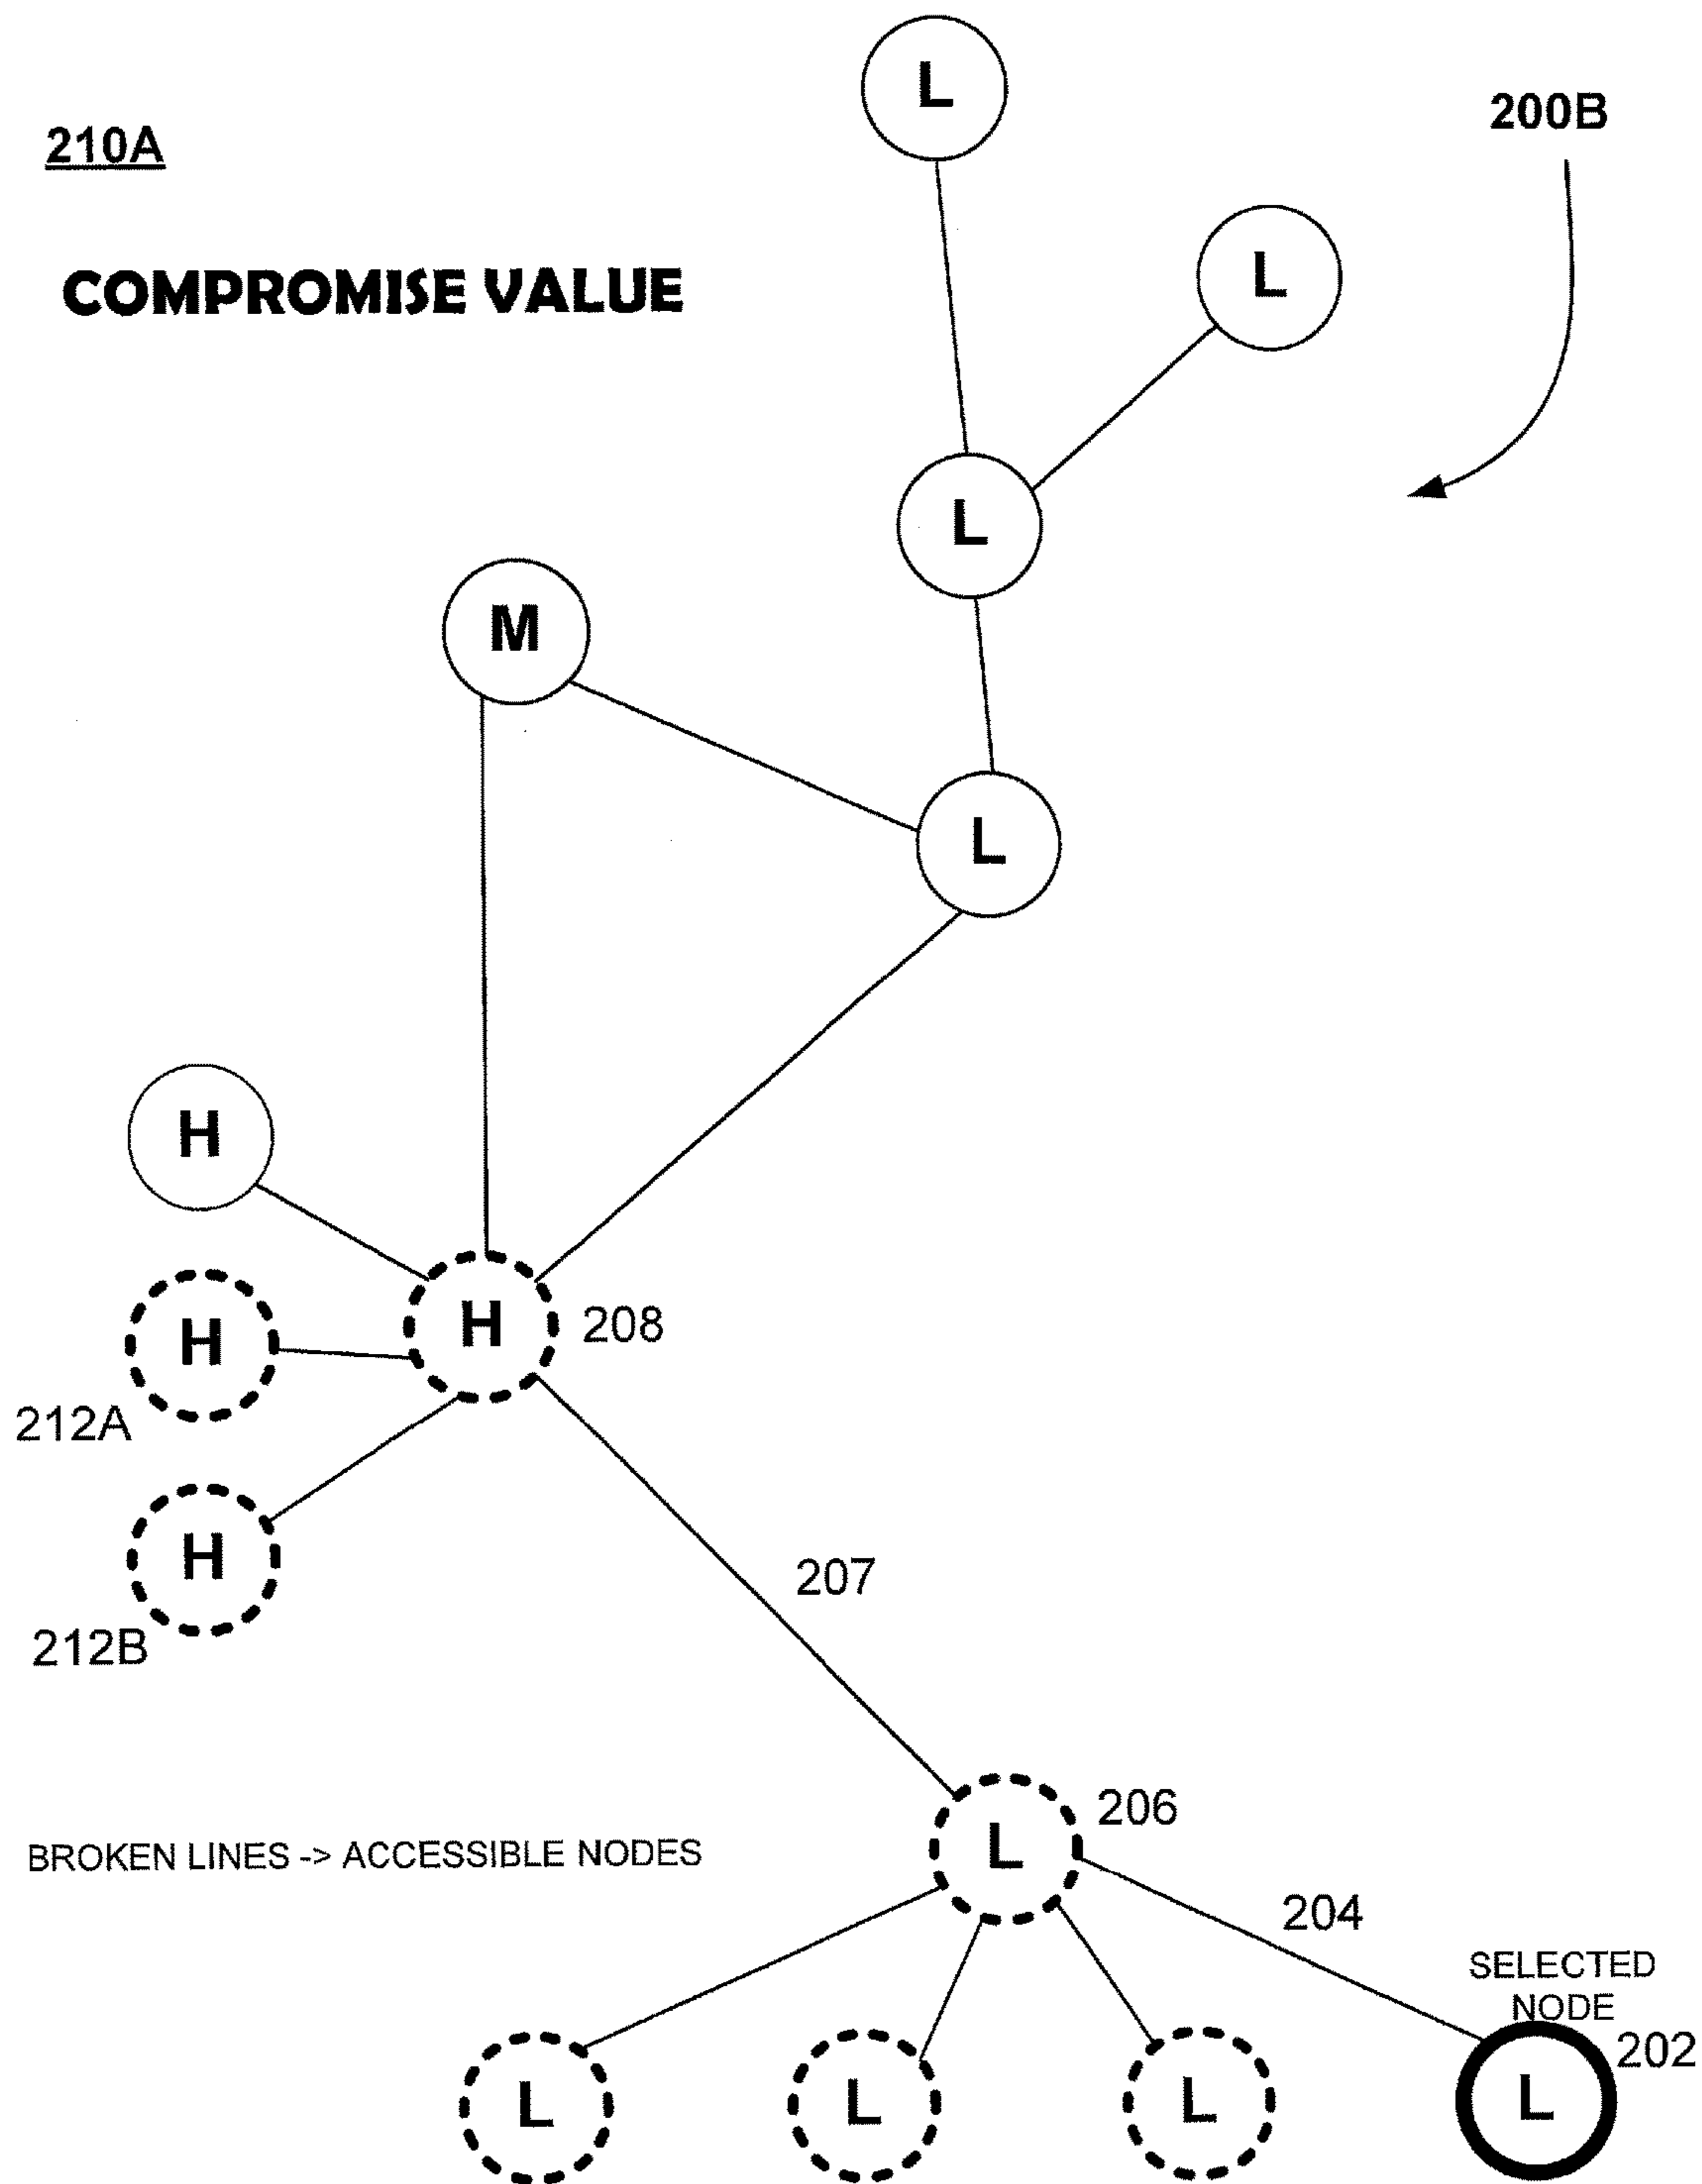 L
200B
210A
L
COMPROMISE VALUE
L
M
L
H
H
208
H
212A
H
207
212B
L
206
BROKEN LINES -> ACCESSIBLE NODES
204
SELECTED
NODE
202
L
L
L
L